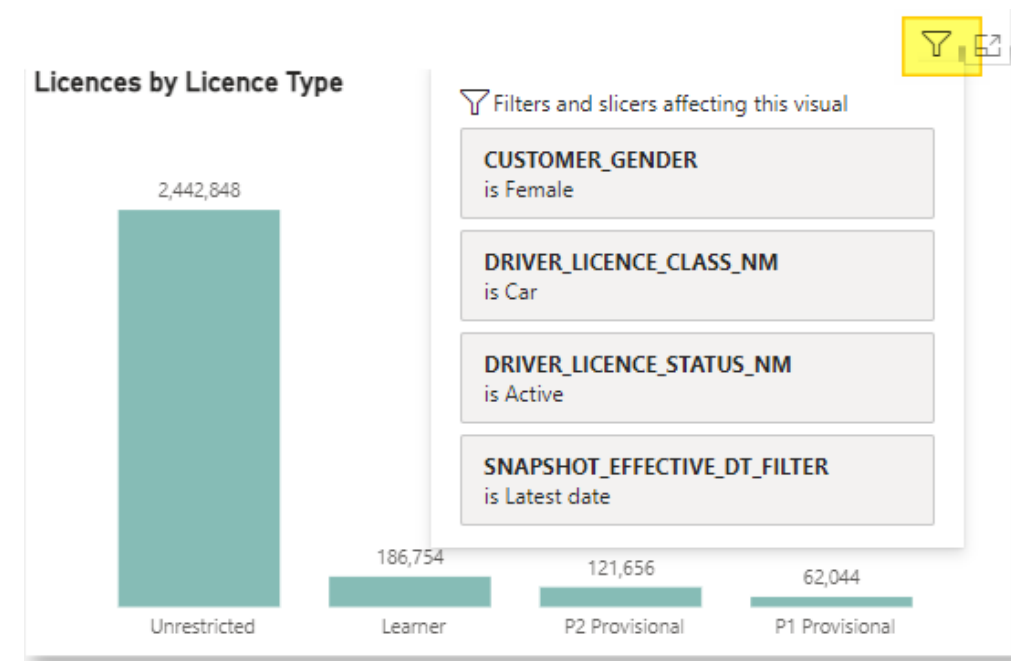 Licences by Licence Type
Filters and slicers affecting this visual
CUSTOMER_GENDER
is Female
DRIVER_LICENCE_CLASS_NM
is Car
DRIVER_LICENCE_STATUS_NM
is Active
SNAPSHOT_EFFECTIVE_DT_FILTER
is Latest date
2,442,848
186,754
121,656
62,044
Unrestricted
Learner
P2 Provisional
P1 Provisional